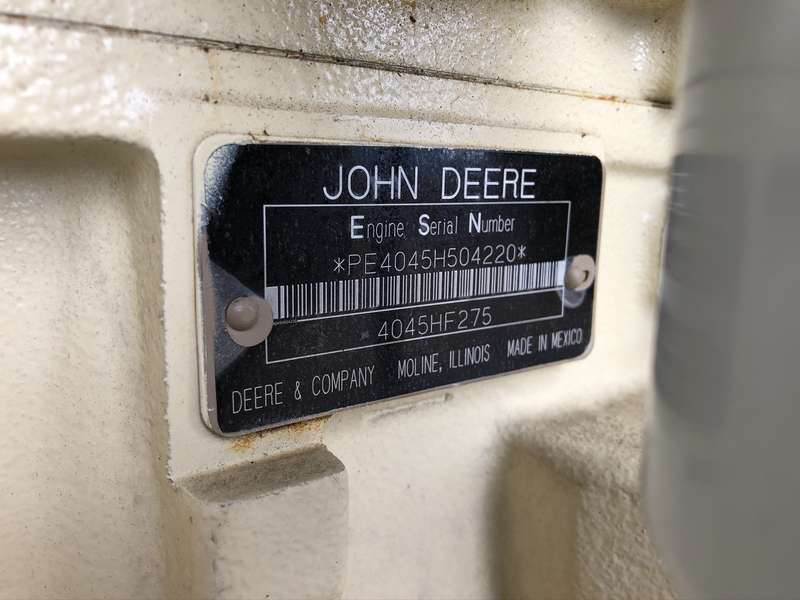 JOHN DEERE
Engine Serial Number
*PE4045H504220*
4045HF275
DEERE & COMPANY MOLINE, ILLINOIS MADE IN MEXICO